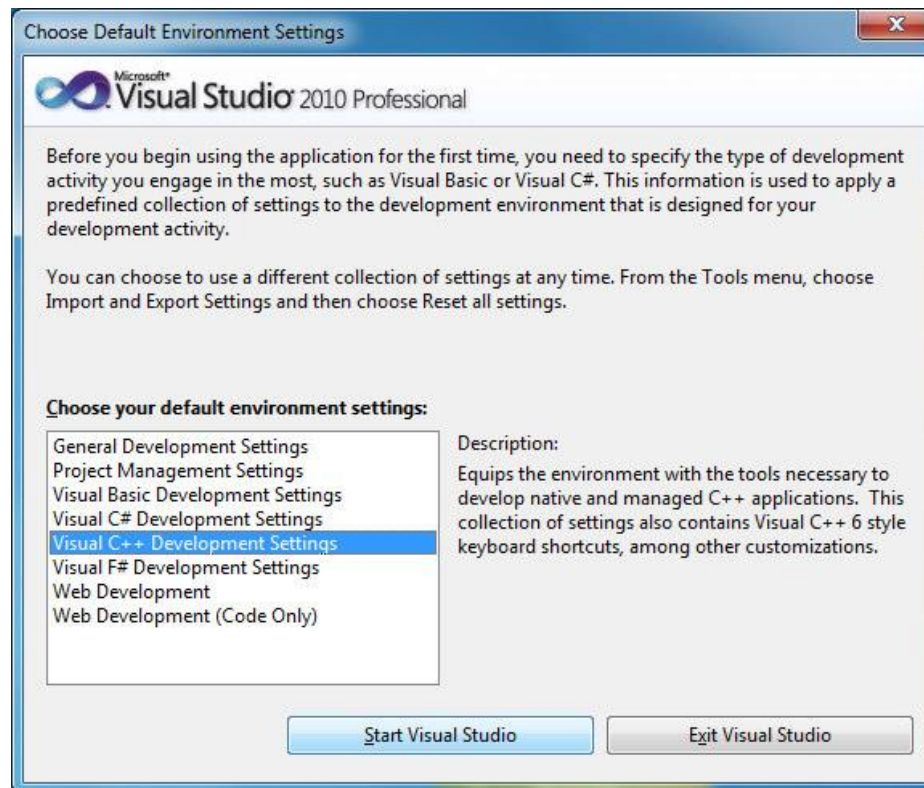 Choose Default Environment Settings
Microsoft®
Visual Studio® 2010 Professional
Before you begin using the application for the first time, you need to specify the type of development
activity you engage in the most, such as Visual Basic or Visual C#. This information is used to apply a
predefined collection of settings to the development environment that is designed for your
development activity.
You can choose to use a different collection of settings at any time. From the Tools menu, choose
Import and Export Settings and then choose Reset all settings.
Choose your default environment settings:
General Development Settings
Project Management Settings
Visual Basic Development Settings
Visual C# Development Settings
Visual C++ Development Settings
Visual F# Development Settings
Web Development
Web Development (Code Only)
Description:
Equips the environment with the tools necessary to
develop native and managed C++ applications.  This
collection of settings also contains Visual C++ 6 style
keyboard shortcuts, among other customizations.
Start Visual Studio
Exit Visual Studio